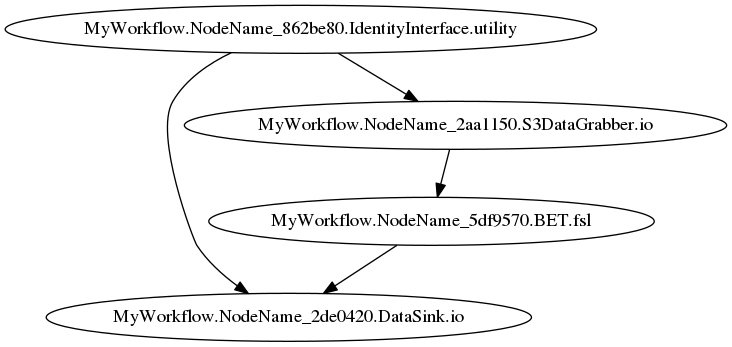 MyWorkflow.NodeName_862be80.IdentityInterface.utility
MyWorkflow.NodeName_2aa1150.S3DataGrabber.io
MyWorkflow.NodeName_5df9570.BET.fsl
MyWorkflow.NodeName_2de0420.DataSink.io